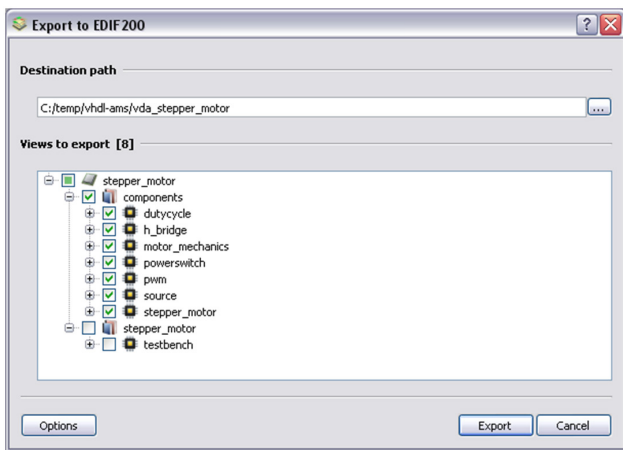 Export to EDIF200
Destination path
C:/temp/vhdl-ams/vda_stepper_motor
...
Views to export [8]
stepper_motor
components
dutycycle
h_bridge
motor_mechanics
powerswitch
pwm
source
stepper_motor
stepper_motor
testbench
Options
Export
Cancel